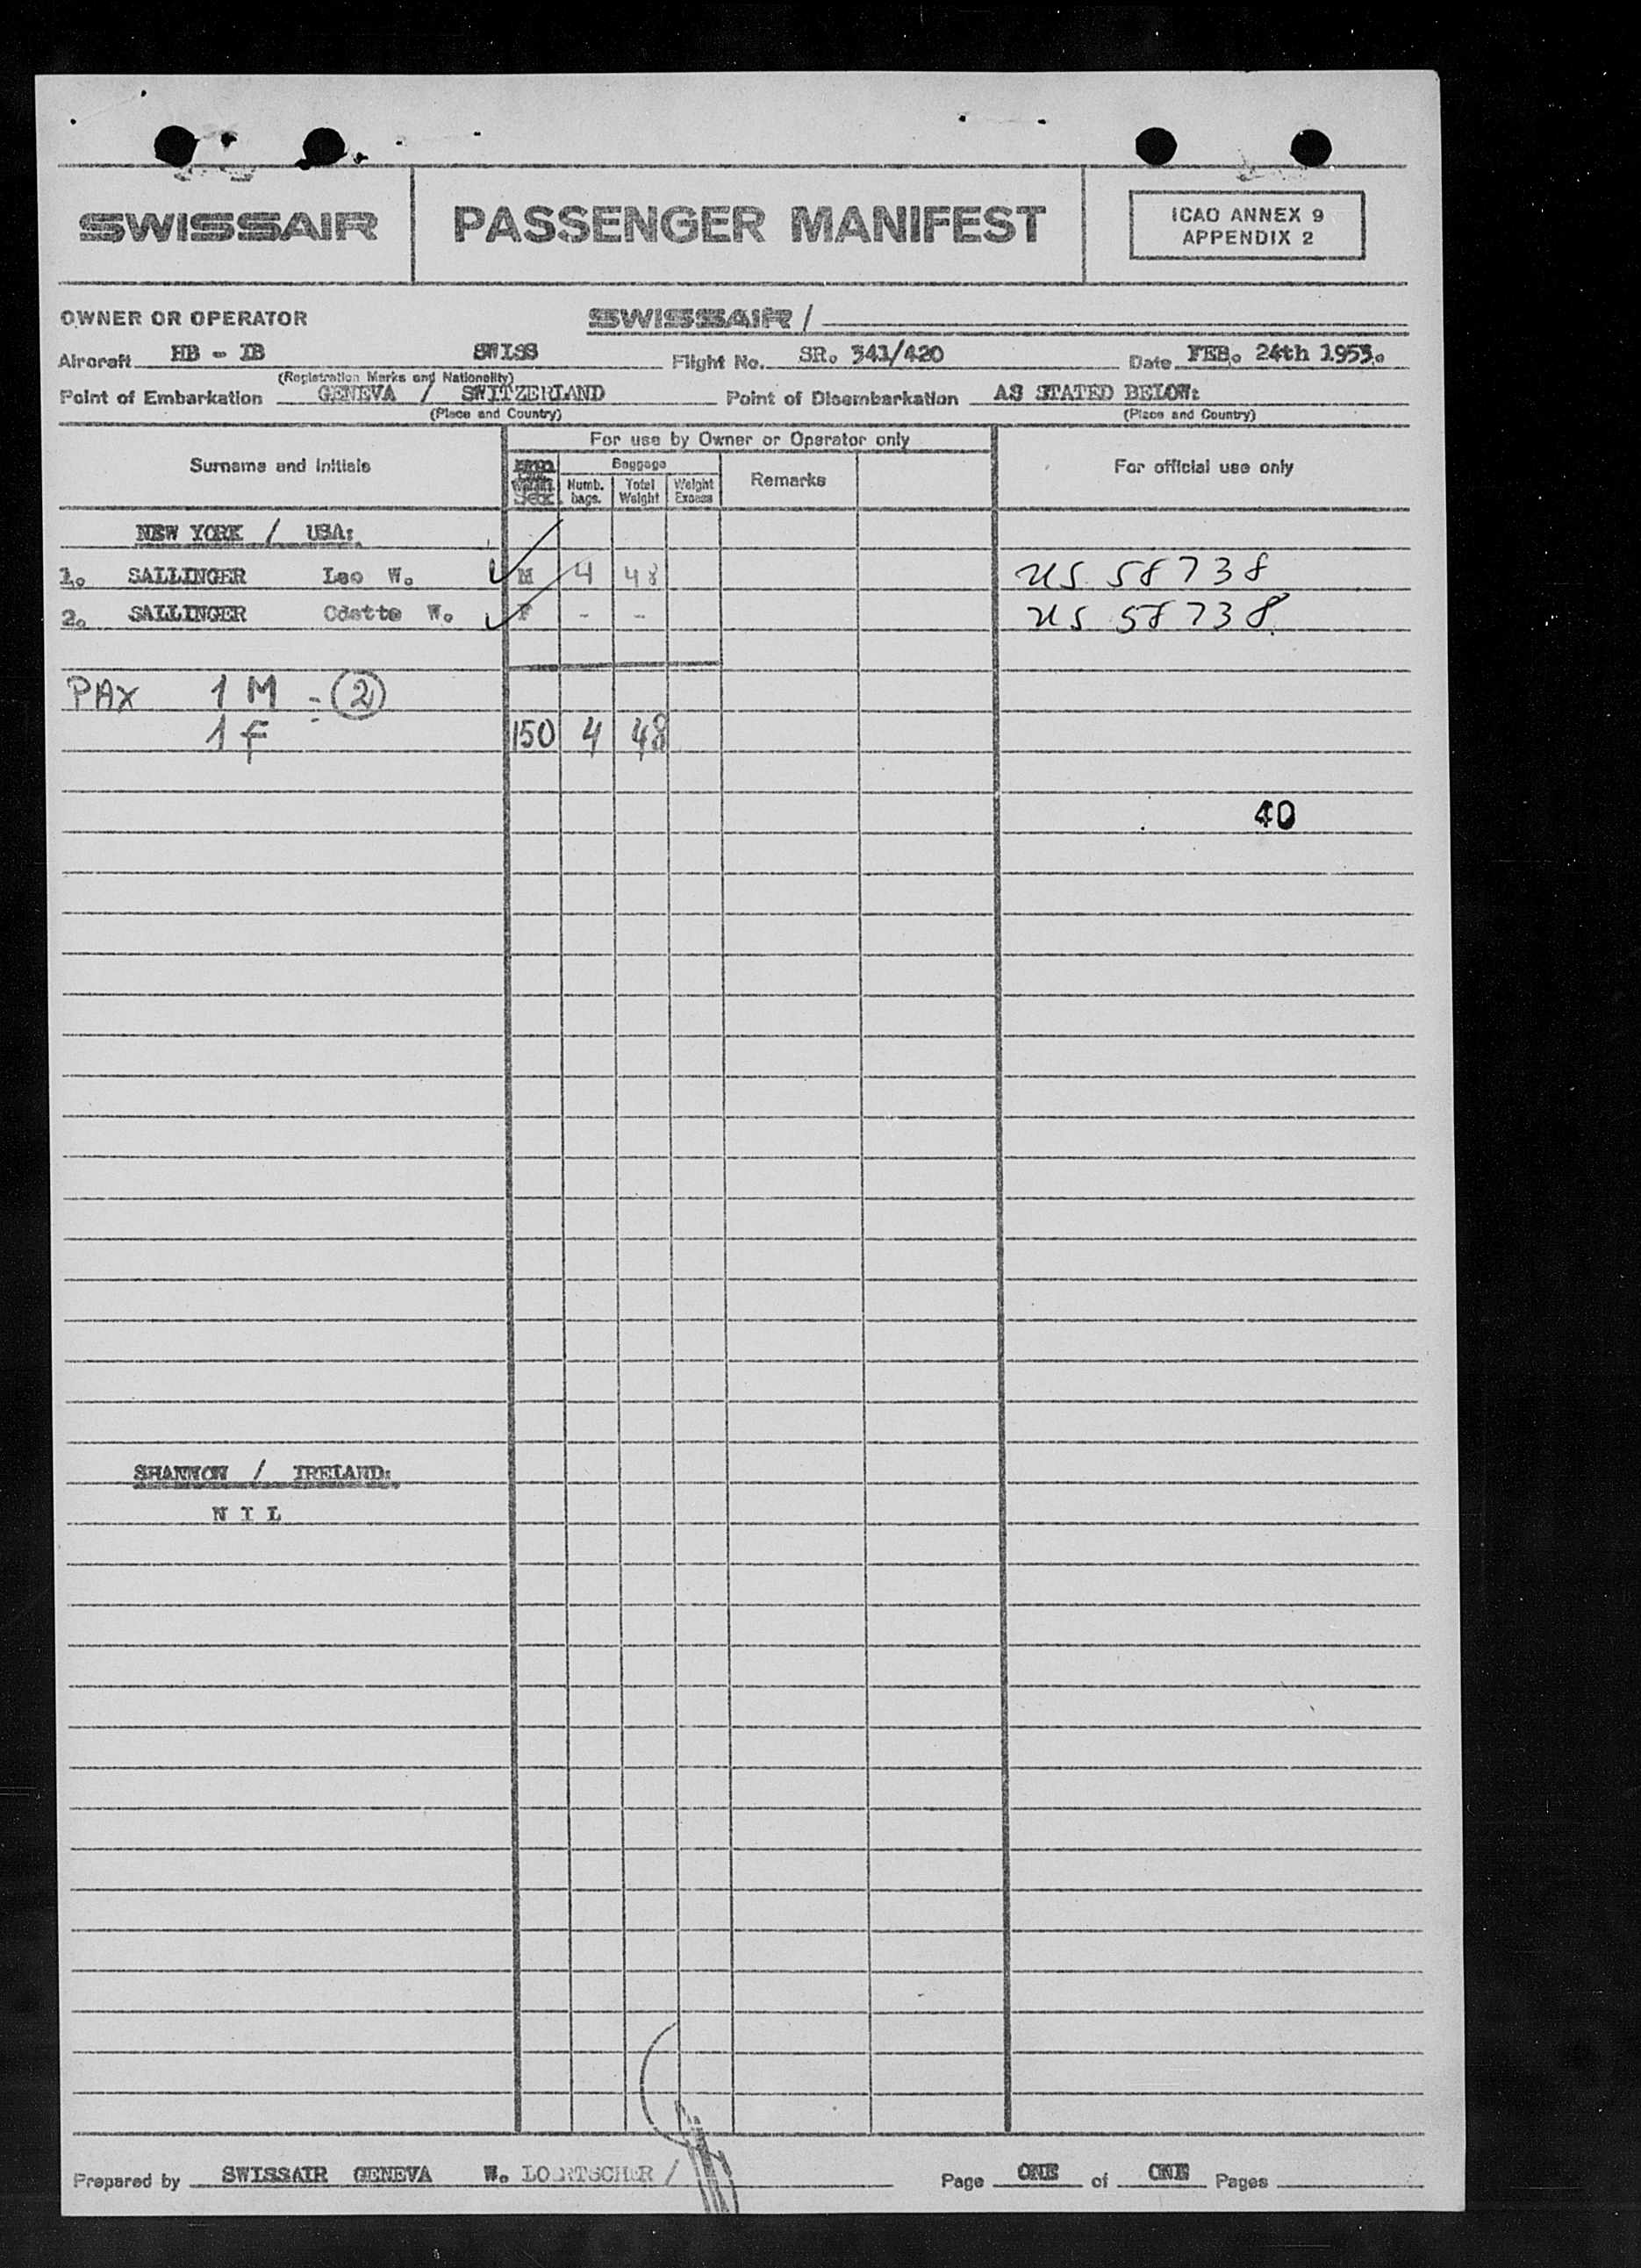 SWISSAIR PASSENGER MANIFEST ICAO ANNEX 9
APPENDIX 2
OWNER OR OPERATOR SWISSAIR /
Aircraft HB - IB SWISS Flight No. SR. 341/420 Date FEB. 24th 1953.
(Registration Marks and Nationality)
Point of Embarkation GENEVA / SWITZERLAND Point of Disembarkation AS STATED BELOW:
(Place and Country) (Place and Country)
For use by Owner or Operator only
Surname and Initials Baggage Remarks For official use only
Weight Numb. Total Weight
Sex bags. Weight Excess
NEW YORK / USA:
1. SALLINGER Leo W. M 4 48 US 58738
2. SALLINGER Odette W. F - - US 58738
PAX 1 M = 2
1 F 150 4 48
40
SHANNON / IRELAND:
N I L
Prepared by SWISSAIR GENEVA W. LOERTSCHER / Page ONE of ONE Pages